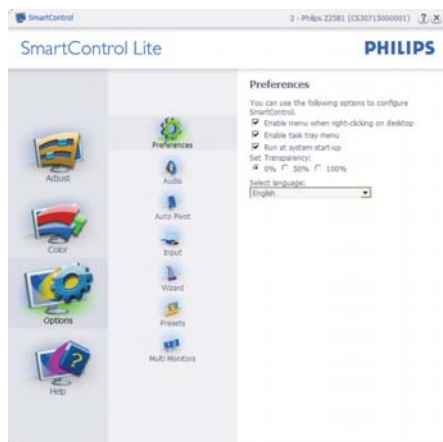 SmartControl
2 - Philips 225B1 (CS30715000001)
SmartControl Lite
PHILIPS
Adjust
Color
Options
Help
Preferences
Audio
Auto Pivot
Input
Wizard
Presets
Multi Monitors
Preferences
You can use the following options to configure
SmartControl.
Enable menu when right-clicking on desktop
Enable task tray menu
Run at system start-up
Set Transparency:
0% 50% 100%
Select language:
English